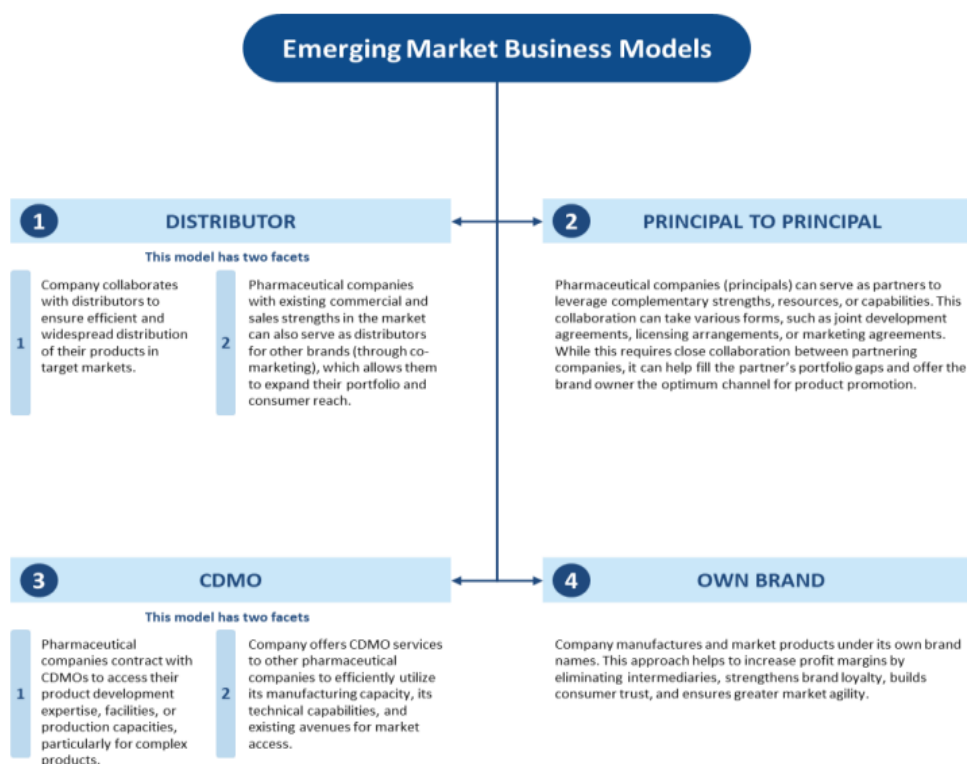 Emerging Market Business Models
1
DISTRIBUTOR
This model has two facets
1
Company collaborates
with distributors to
ensure efficient and
widespread distribution
of their products in
target markets.
2
Pharmaceutical companies
with existing commercial and
sales strengths in the market
can also serve as distributors
for other brands (through co-
marketing), which allows them
to expand their portfolio and
consumer reach.
2
PRINCIPAL TO PRINCIPAL
Pharmaceutical companies (principals) can serve as partners to
leverage complementary strengths, resources, or capabilities. This
collaboration can take various forms, such as joint development
agreements, licensing arrangements, or marketing agreements.
While this requires close collaboration between partnering
companies, it can help fill the partner's portfolio gaps and offer the
brand owner the optimum channel for product promotion.
3
CDMO
This model has two facets
1
Pharmaceutical
companies contract with
CDMOs to access their
product development
expertise, facilities, or
production capacities,
particularly for complex
products.
2
Company offers CDMO services
to other pharmaceutical
companies to efficiently utilize
its manufacturing capacity, its
technical capabilities, and
existing avenues for market
access.
4
OWN BRAND
Company manufactures and market products under its own brand
names. This approach helps to increase profit margins by
eliminating intermediaries, strengthens brand loyalty, builds
consumer trust, and ensures greater market agility.